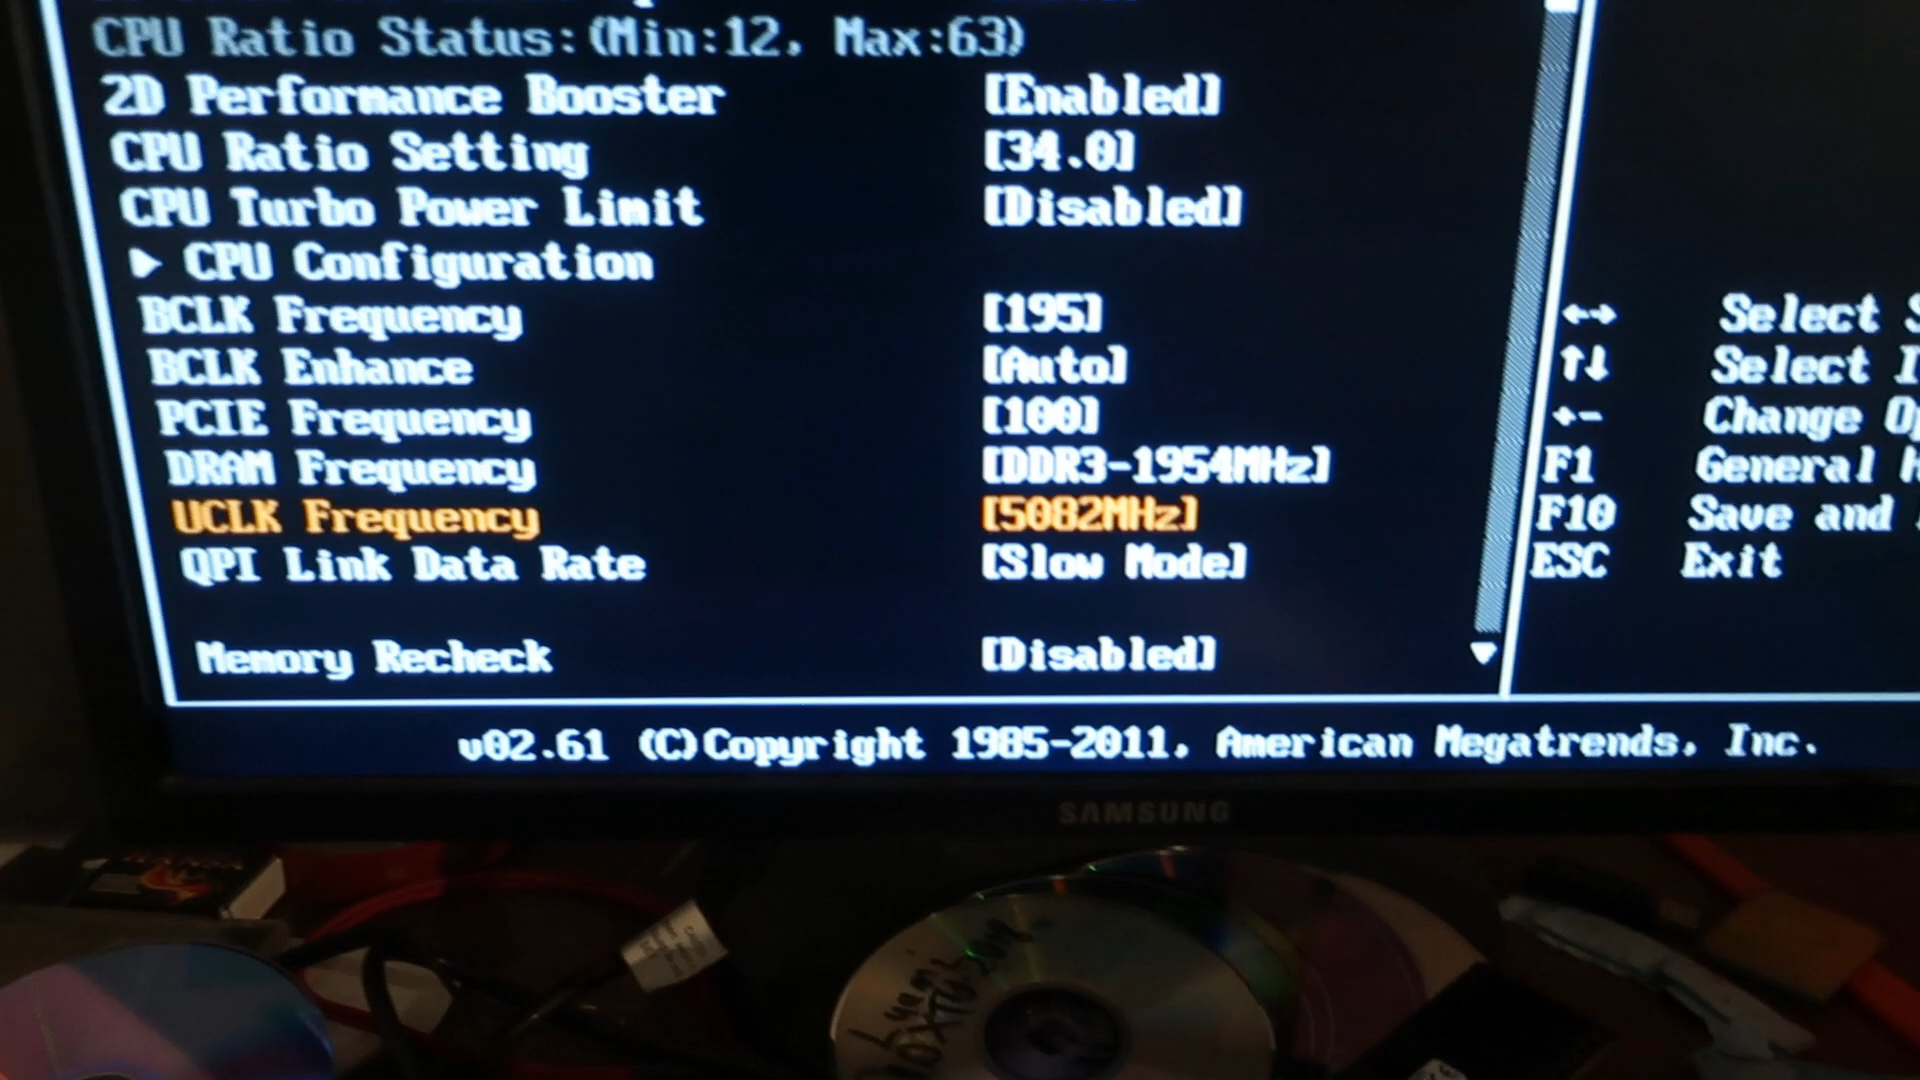 CPU Ratio Status:(Min:12, Max:63)
2D Performance Booster [Enabled]
CPU Ratio Setting [34.0]
CPU Turbo Power Limit [Disabled]
► CPU Configuration
BCLK Frequency [195]
BCLK Enhance [Auto]
PCIE Frequency [100]
DRAM Frequency [DDR3-1954MHz]
UCLK Frequency [5082MHz]
QPI Link Data Rate [Slow Mode]
Memory Recheck [Disabled]
←→ Select S
↑↓ Select I
+- Change Op
F1 General H
F10 Save and
ESC Exit
v02.61 (C)Copyright 1985-2011, American Megatrends, Inc.
SAMSUNG